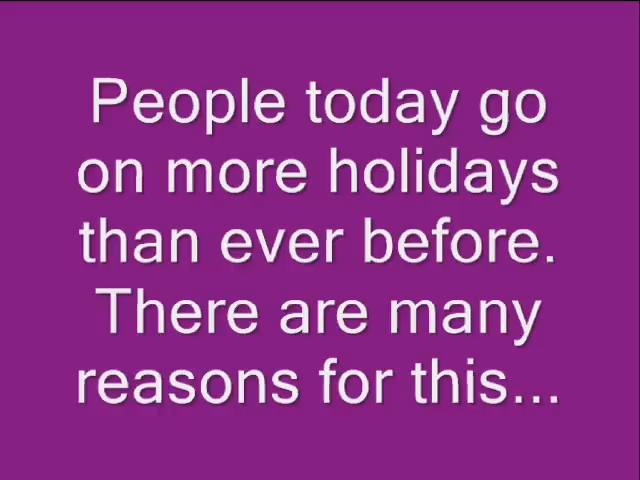 People today go
on more holidays
than ever before.
There are many
reasons for this...